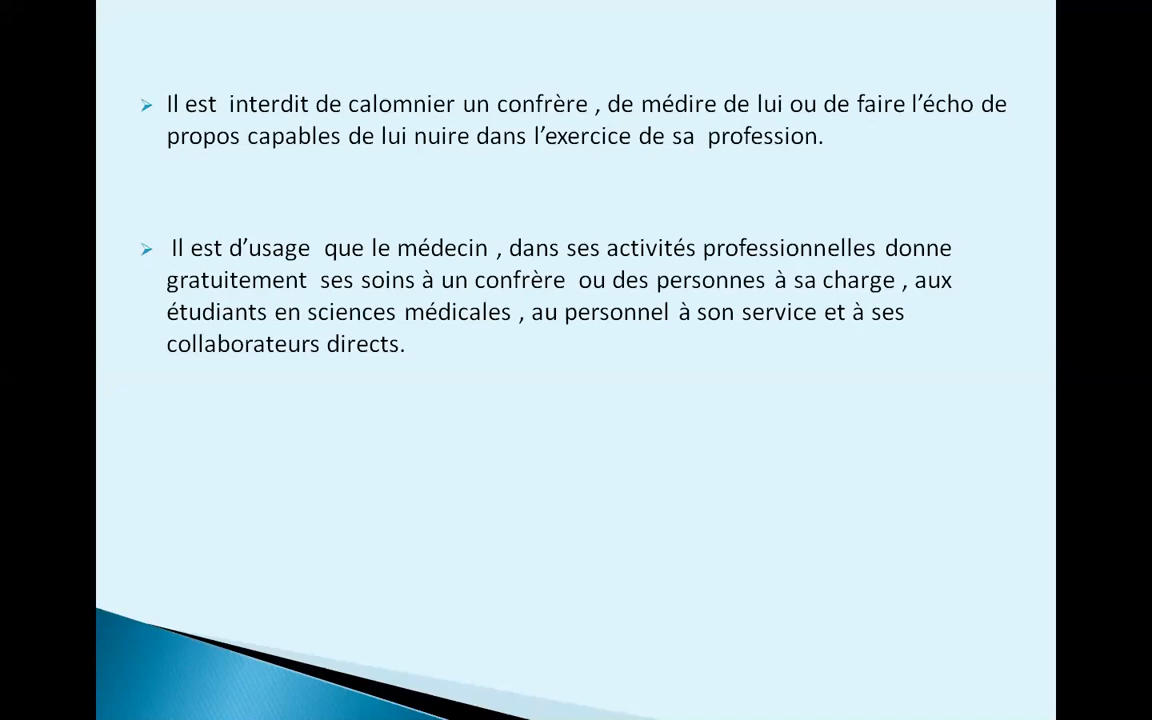 Il est interdit de calomnier un confrère , de médire de lui ou de faire l’écho de
propos capables de lui nuire dans l’exercice de sa profession.
Il est d’usage que le médecin , dans ses activités professionnelles donne
gratuitement ses soins à un confrère ou des personnes à sa charge , aux
étudiants en sciences médicales , au personnel à son service et à ses
collaborateurs directs.